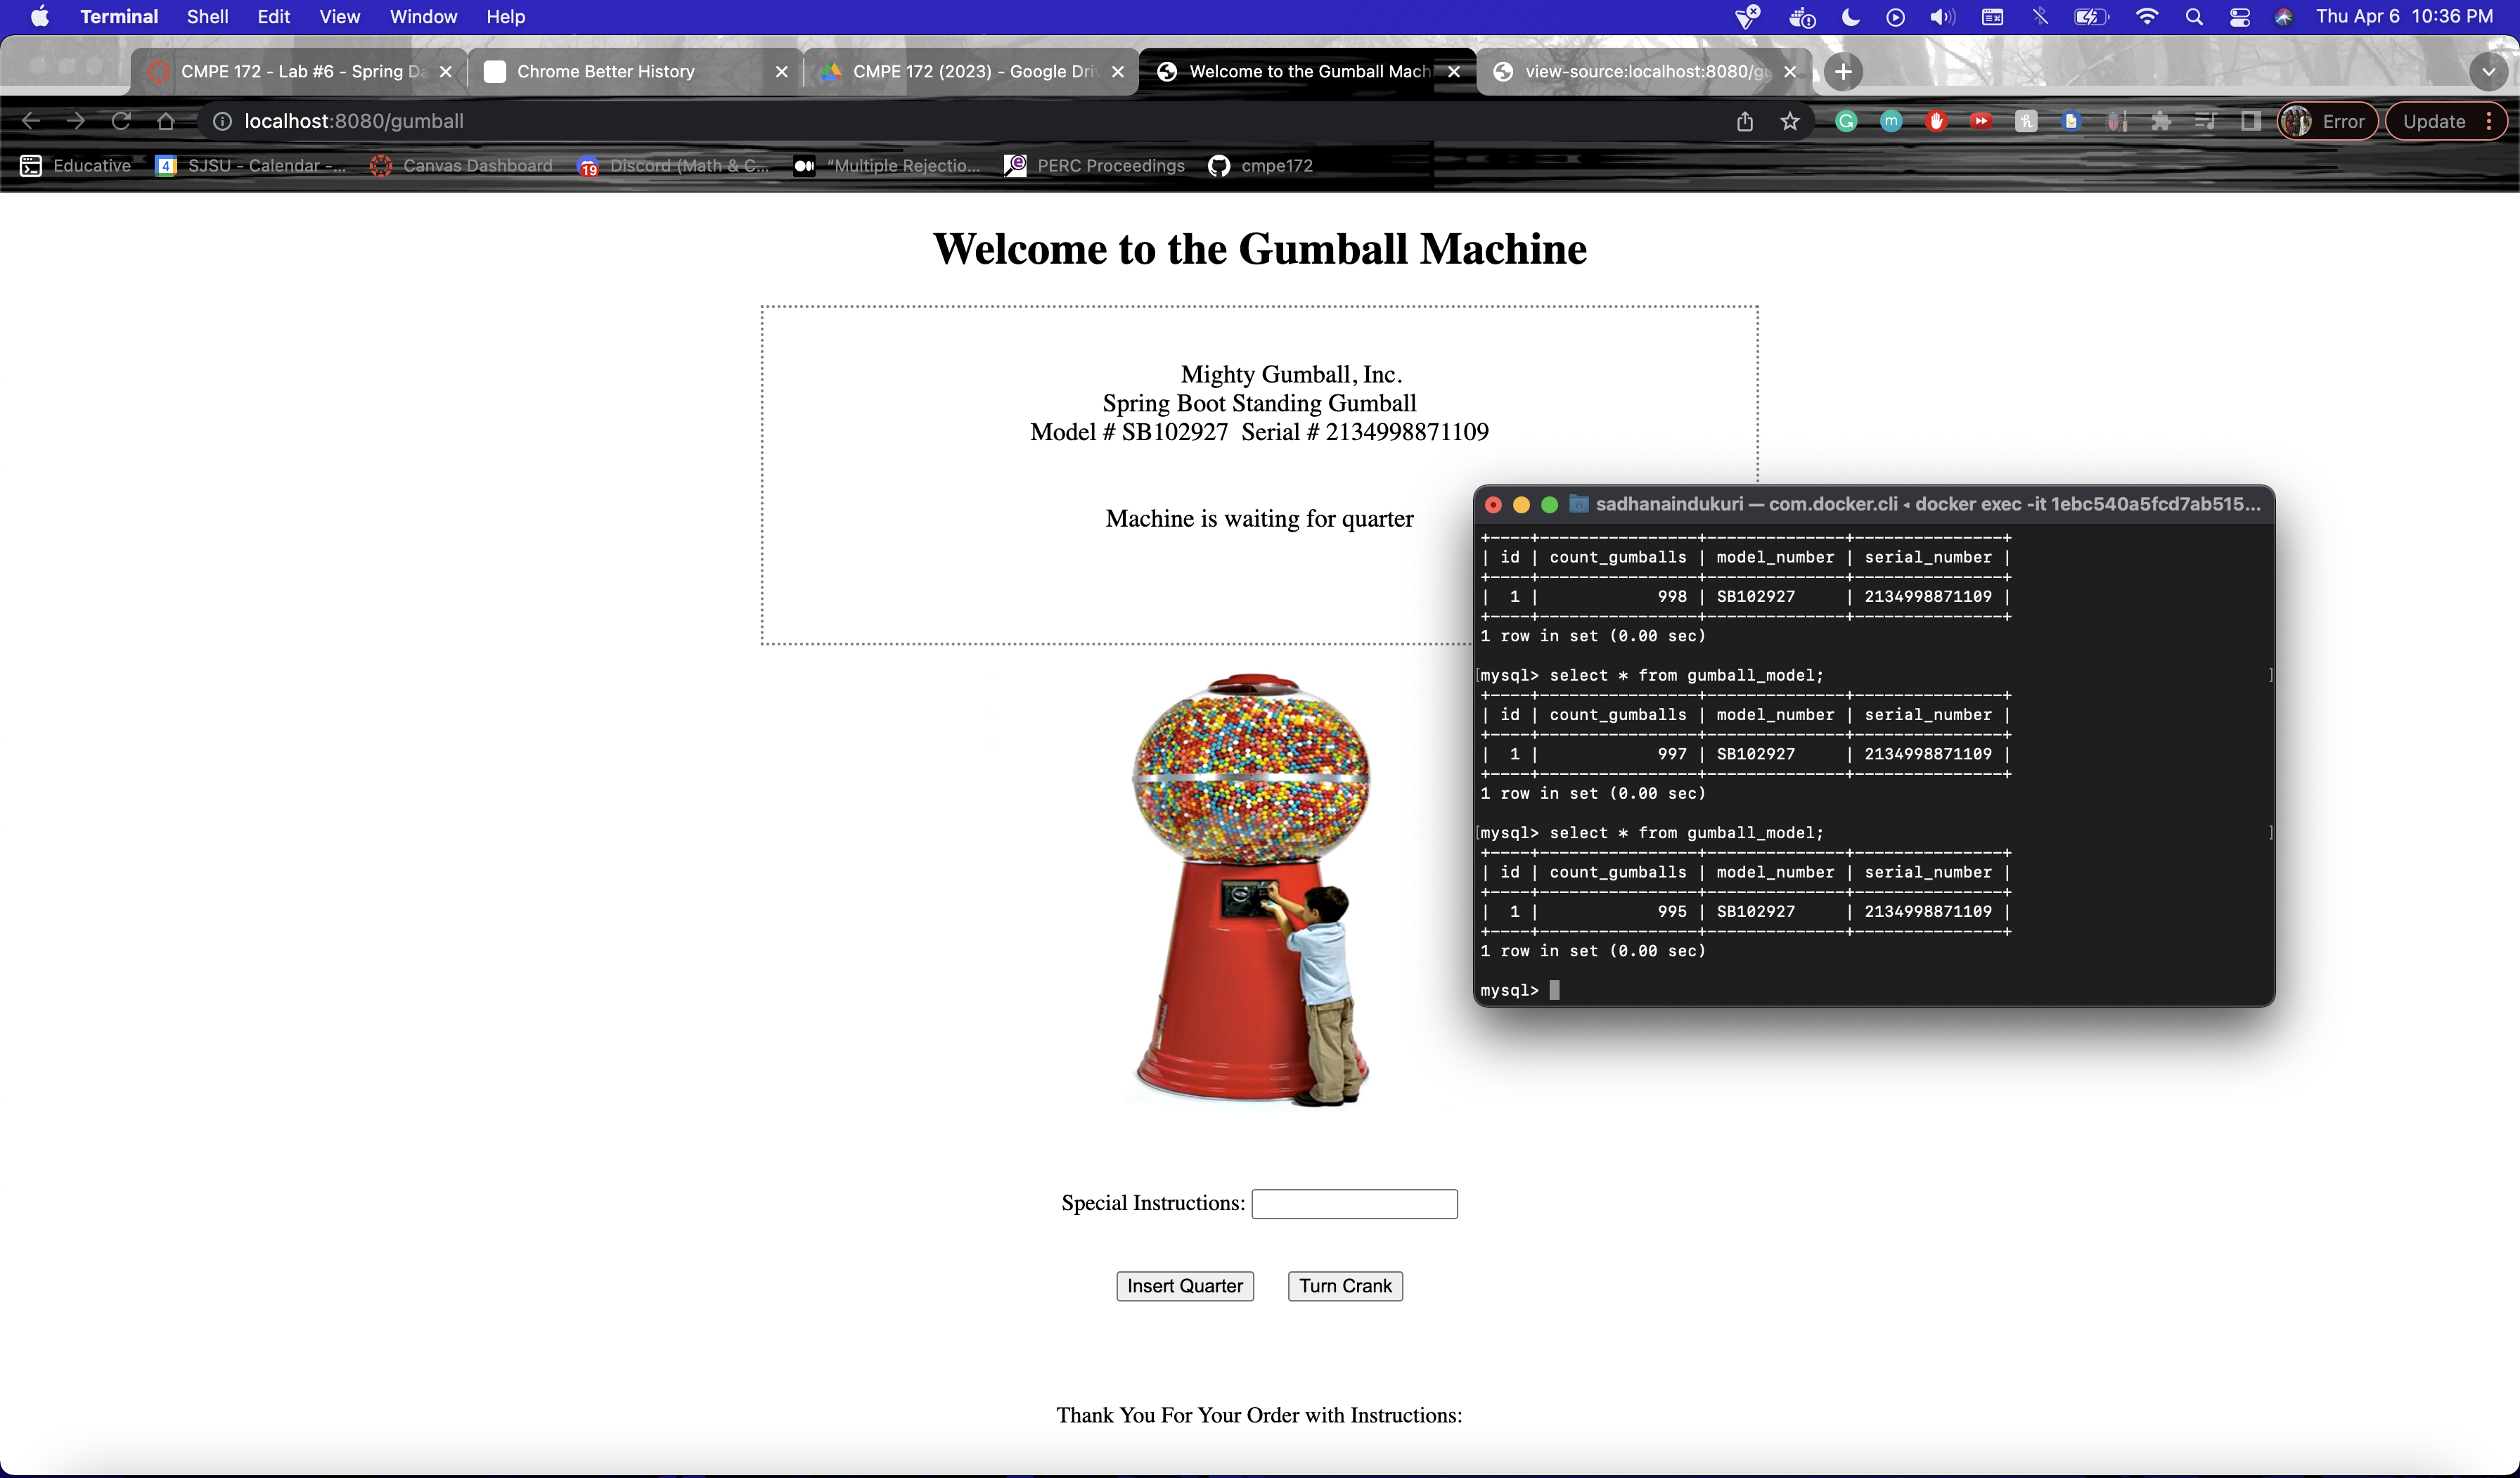 Terminal Shell Edit View Window Help Thu Apr 6 10:36 PM
CMPE 172 - Lab #6 - Spring Da Chrome Better History CMPE 172 (2023) - Google Driv Welcome to the Gumball Mach view-source:localhost:8080/gu
localhost:8080/gumball Error Update
Educative 4 SJSU - Calendar -... Canvas Dashboard 19 Discord (Math & C... “Multiple Rejectio... PERC Proceedings cmpe172
Welcome to the Gumball Machine
Mighty Gumball, Inc.
Spring Boot Standing Gumball
Model # SB102927 Serial # 2134998871109
Machine is waiting for quarter
sadhanaindukuri — com.docker.cli ◂ docker exec -it 1ebc540a5fcd7ab515...
+----+-----------------+--------------+---------------+
| id | count_gumballs | model_number | serial_number |
+----+-----------------+--------------+---------------+
| 1 | 998 | SB102927 | 2134998871109 |
+----+-----------------+--------------+---------------+
1 row in set (0.00 sec)
[mysql> select * from gumball_model; ]
+----+-----------------+--------------+---------------+
| id | count_gumballs | model_number | serial_number |
+----+-----------------+--------------+---------------+
| 1 | 997 | SB102927 | 2134998871109 |
+----+-----------------+--------------+---------------+
1 row in set (0.00 sec)
[mysql> select * from gumball_model; ]
+----+-----------------+--------------+---------------+
| id | count_gumballs | model_number | serial_number |
+----+-----------------+--------------+---------------+
| 1 | 995 | SB102927 | 2134998871109 |
+----+-----------------+--------------+---------------+
1 row in set (0.00 sec)
mysql>
Special Instructions:
Insert Quarter Turn Crank
Thank You For Your Order with Instructions: